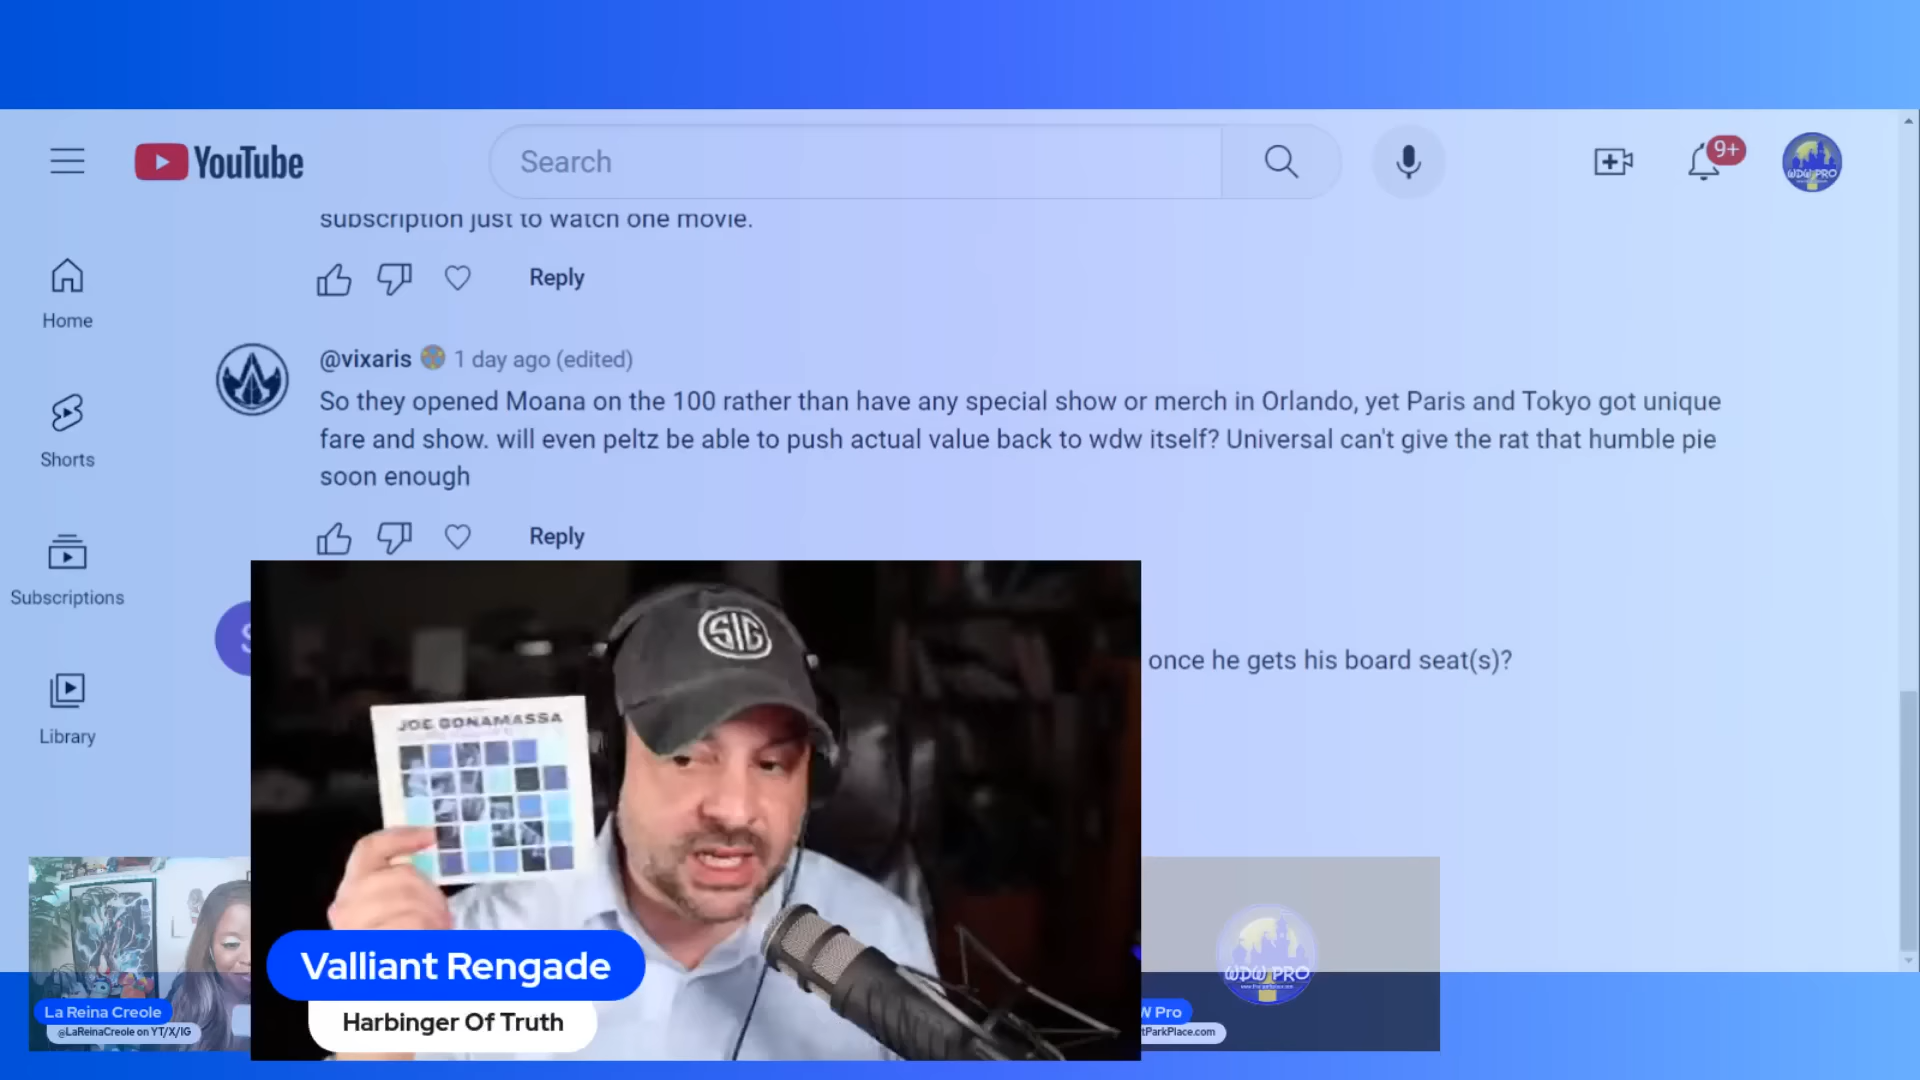 YouTube
Search
9+
WDW PRO
subscription just to watch one movie.
Reply
Home
@vixaris 1 day ago (edited)
So they opened Moana on the 100 rather than have any special show or merch in Orlando, yet Paris and Tokyo got unique
fare and show. will even peltz be able to push actual value back to wdw itself? Universal can't give the rat that humble pie
soon enough
Shorts
Reply
Subscriptions
S
once he gets his board seat(s)?
SIG
JOE BONAMASSA
Library
WDW PRO
Valliant Rengade
Harbinger Of Truth
La Reina Creole
@LaReinaCreole on YT/X/IG
W Pro
tParkPlace.com